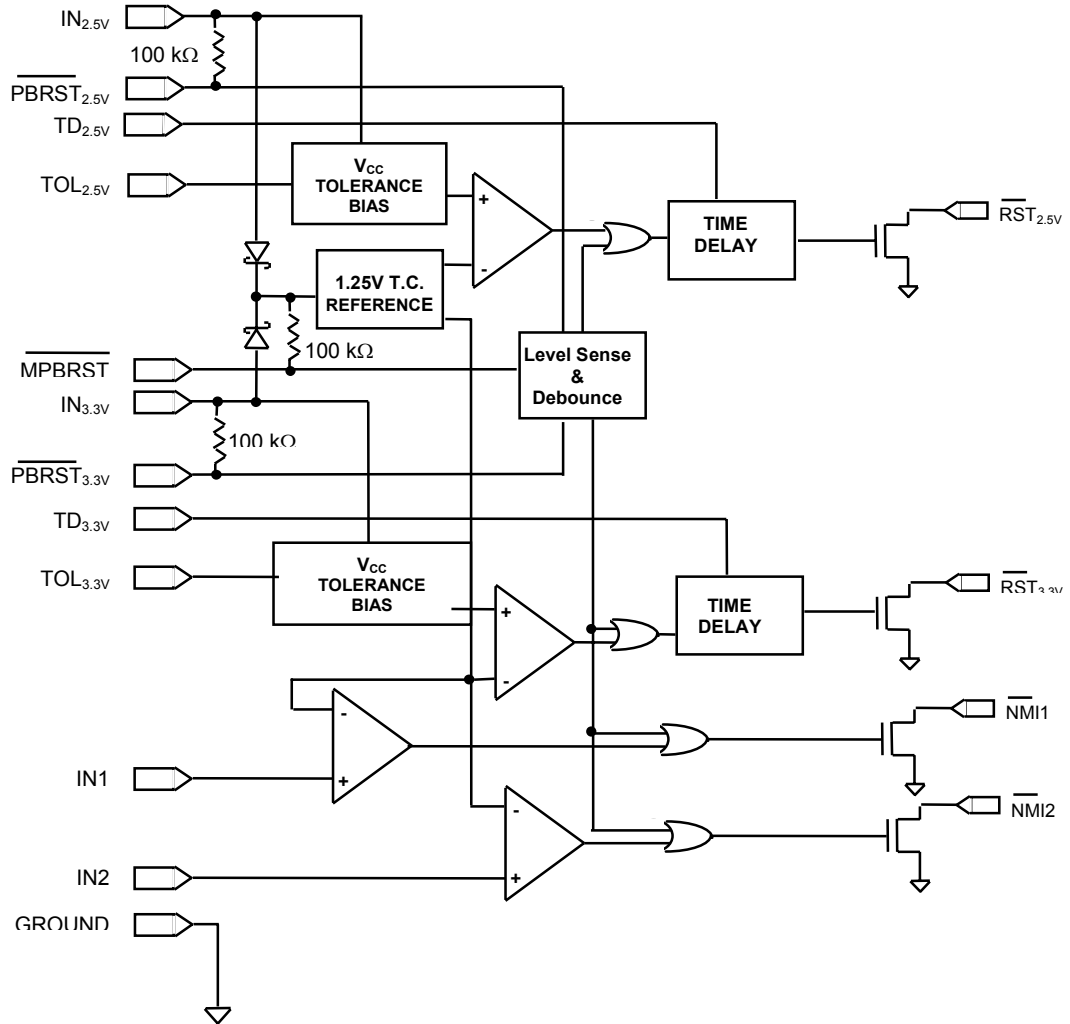 IN2.5V
100 kΩ
PBRST2.5V
TD2.5V
TOL2.5V
VCC
TOLERANCE
BIAS
+
-
TIME
DELAY
RST2.5V
1.25V T.C.
REFERENCE
100 kΩ
MPBRST
Level Sense
&
Debounce
IN3.3V
100 kΩ
PBRST3.3V
TD3.3V
TOL3.3V
VCC
TOLERANCE
BIAS
+
-
TIME
DELAY
RST3.3V
-
+
NMI1
IN1
-
+
NMI2
IN2
GROUND